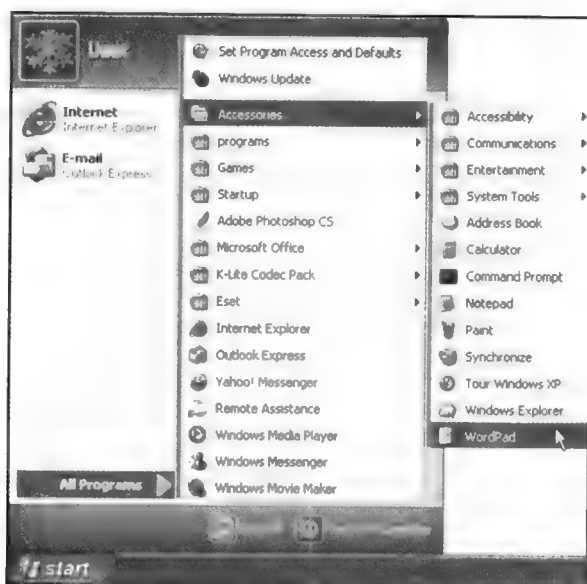 User
Internet
Internet Explorer
E-mail
Outlook Express
All Programs
start
Set Program Access and Defaults
Windows Update
Accessories
programs
Games
Startup
Adobe Photoshop CS
Microsoft Office
K-Lite Codec Pack
Eset
Internet Explorer
Outlook Express
Yahoo! Messenger
Remote Assistance
Windows Media Player
Windows Messenger
Windows Movie Maker
Accessibility
Communications
Entertainment
System Tools
Address Book
Calculator
Command Prompt
Notepad
Paint
Synchronize
Tour Windows XP
Windows Explorer
WordPad